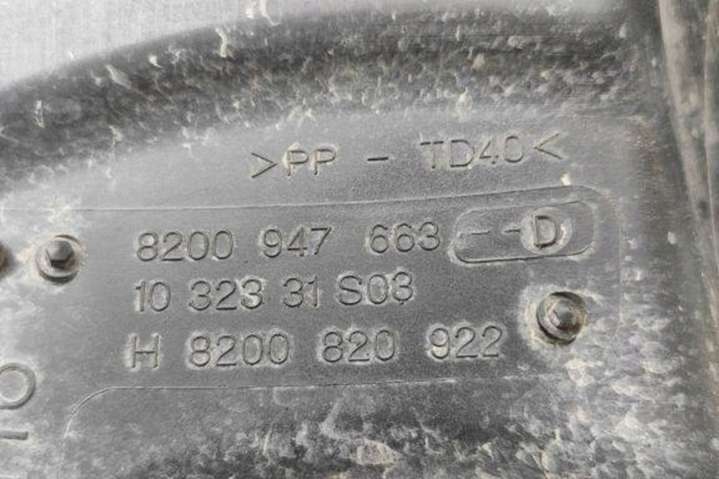 >PP - TD40<
8200 947 663 --D
10 323 31 S03
H 8200 820 922